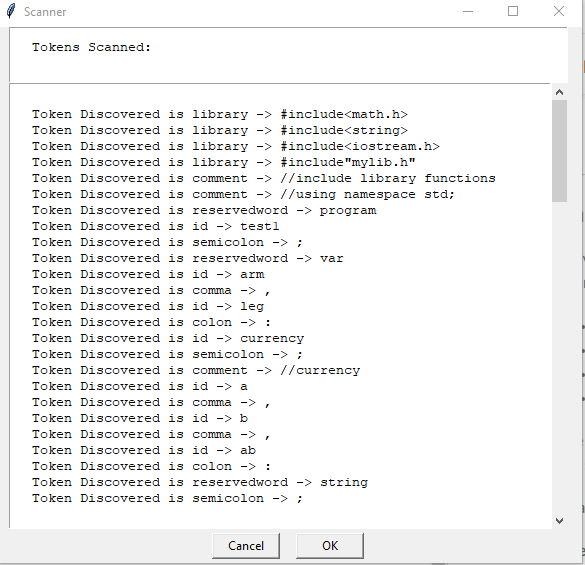 Scanner
Tokens Scanned:
Token Discovered is library -> #include<math.h>
Token Discovered is library -> #include<string>
Token Discovered is library -> #include<iostream.h>
Token Discovered is library -> #include"mylib.h"
Token Discovered is comment -> //include library functions
Token Discovered is comment -> //using namespace std;
Token Discovered is reservedword -> program
Token Discovered is id -> test1
Token Discovered is semicolon -> ;
Token Discovered is reservedword -> var
Token Discovered is id -> arm
Token Discovered is comma -> ,
Token Discovered is id -> leg
Token Discovered is colon -> :
Token Discovered is id -> currency
Token Discovered is semicolon -> ;
Token Discovered is comment -> //currency
Token Discovered is id -> a
Token Discovered is comma -> ,
Token Discovered is id -> b
Token Discovered is comma -> ,
Token Discovered is id -> ab
Token Discovered is colon -> :
Token Discovered is reservedword -> string
Token Discovered is semicolon -> ;
Cancel OK